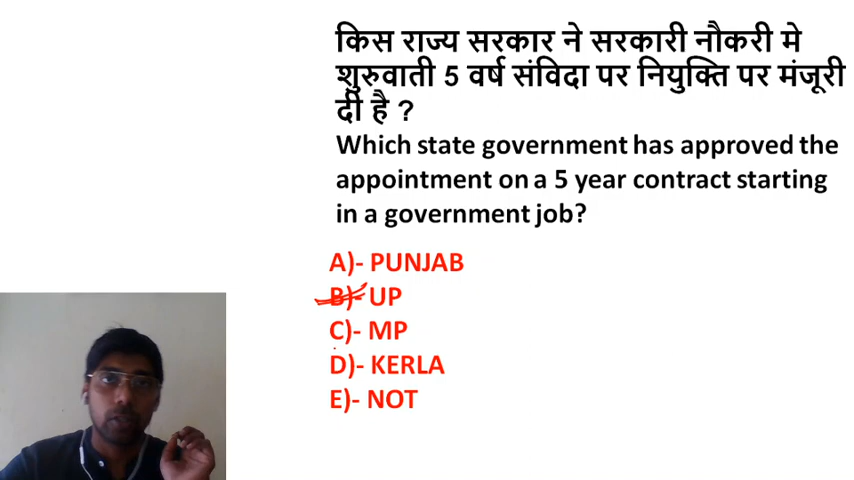 किस राज्य सरकार ने सरकारी नौकरी मे
शुरुवाती 5 वर्ष संविदा पर नियुक्ति पर मंजूरी
दी है ?
Which state government has approved the
appointment on a 5 year contract starting
in a government job?
A)- PUNJAB
B)- UP
C)- MP
D)- KERLA
E)- NOT